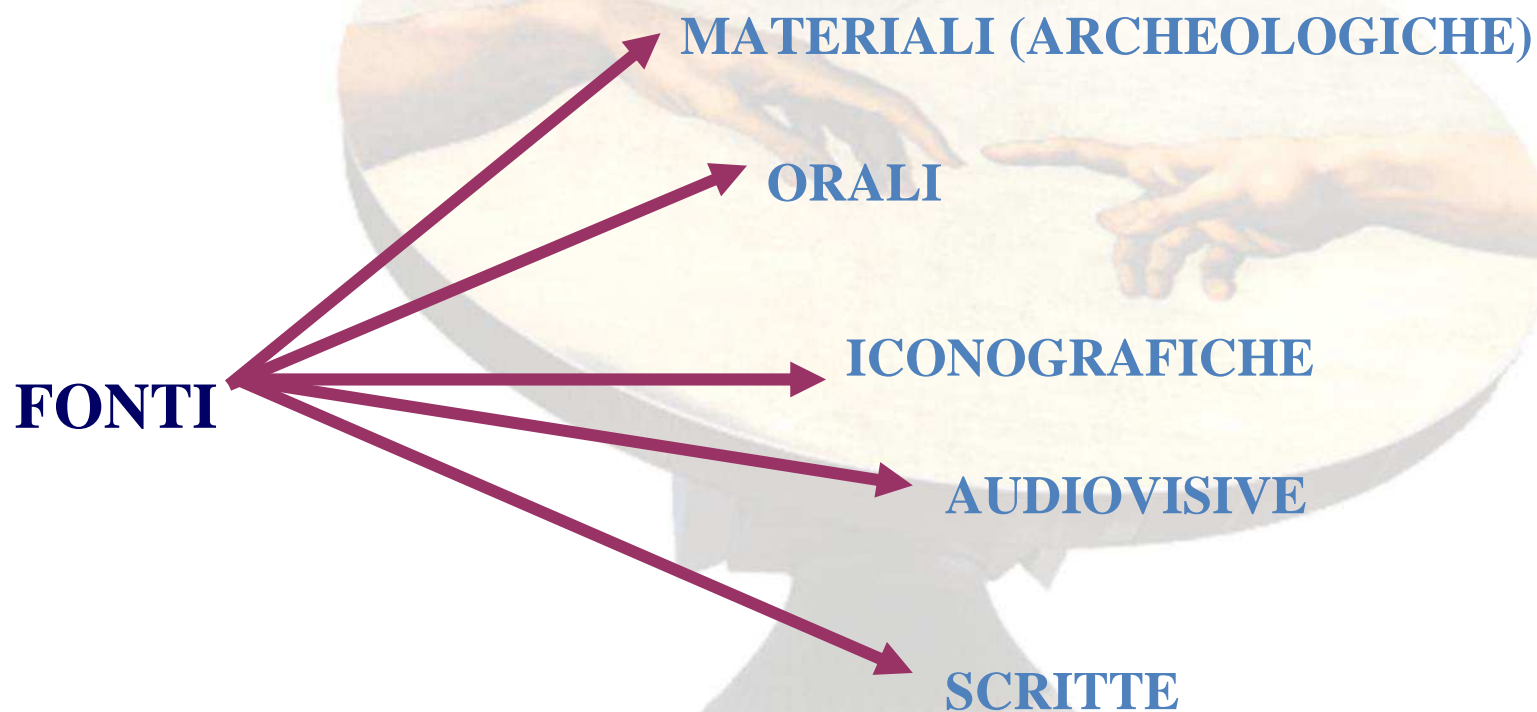 MATERIALI (ARCHEOLOGICHE)
ORALI
ICONOGRAFICHE
FONTI
AUDIOVISIVE
SCRITTE